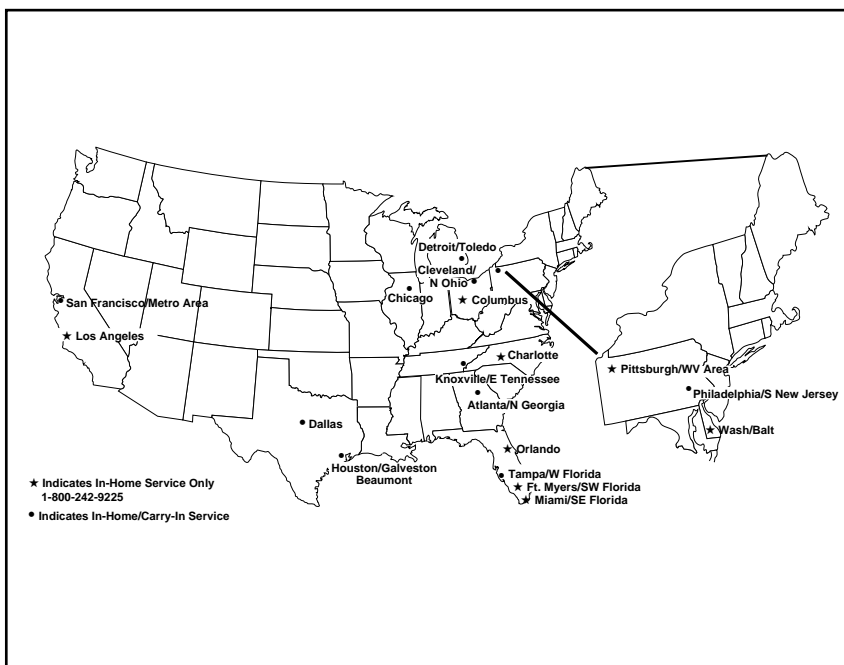 Detroit/Toledo
Cleveland/
N Ohio
Chicago
Columbus
San Francisco/Metro Area
Los Angeles
Charlotte
Knoxville/E Tennessee
Atlanta/N Georgia
Dallas
Houston/Galveston
Beaumont
Orlando
Tampa/W Florida
Ft. Myers/SW Florida
Miami/SE Florida
Pittsburgh/WV Area
Philadelphia/S New Jersey
Wash/Balt
★ Indicates In-Home Service Only
1-800-242-9225
• Indicates In-Home/Carry-In Service